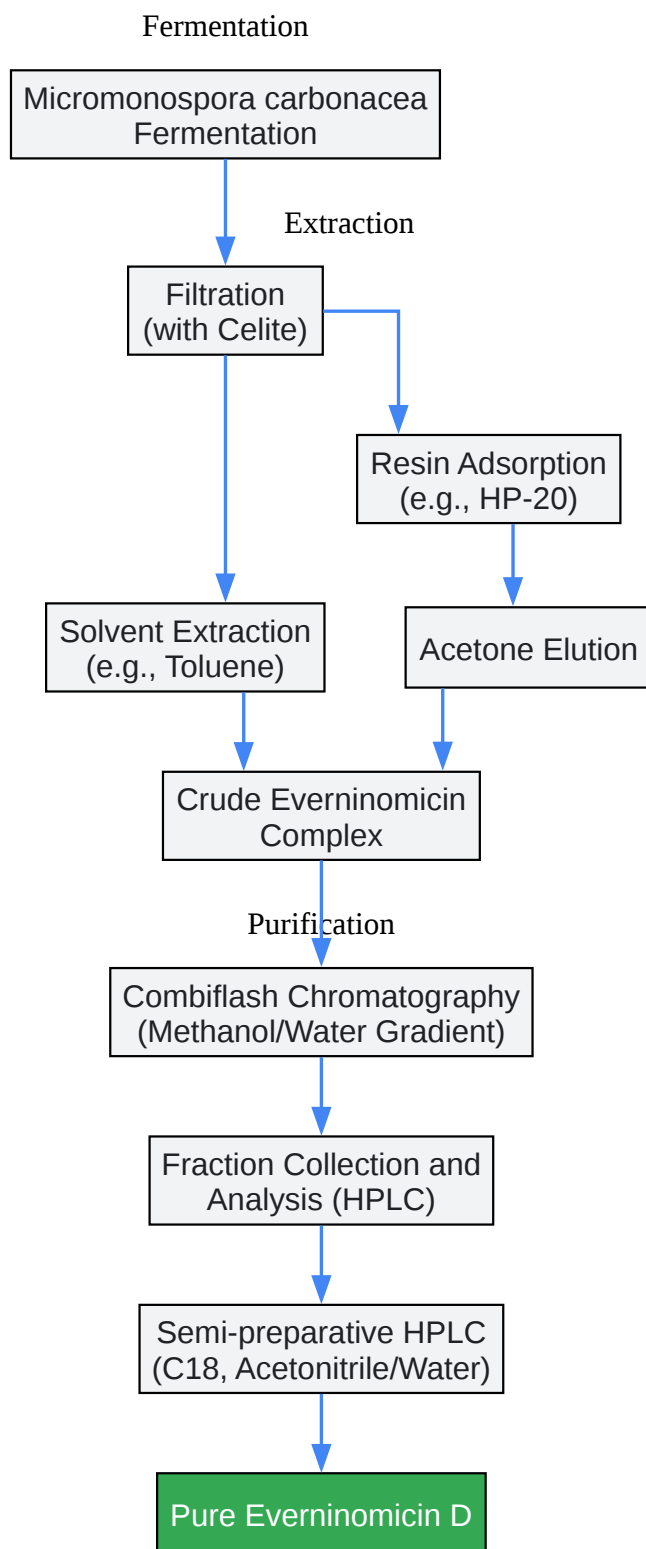 Fermentation
Micromonospora carbonacea
Fermentation
Extraction
Filtration
(with Celite)
Resin Adsorption
(e.g., HP-20)
Solvent Extraction
(e.g., Toluene)
Acetone Elution
Crude Everninomicin
Complex
Purification
Combiflash Chromatography
(Methanol/Water Gradient)
Fraction Collection and
Analysis (HPLC)
Semi-preparative HPLC
(C18, Acetonitrile/Water)
Pure Everninomicin D